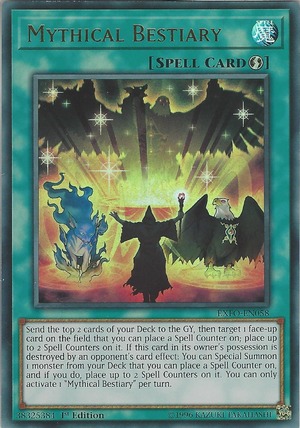 MYTHICAL BESTIARY
魔
[SPELL CARD]
EXFO-EN058
Send the top 2 cards of your Deck to the GY, then target 1 face-up
card on the field that you can place a Spell Counter on; place up
to 2 Spell Counters on it. If this card in its owner's possession is
destroyed by an opponent's card effect: You can Special Summon
1 monster from your Deck that you can place a Spell Counter on,
and if you do, place up to 2 Spell Counters on it. You can only
activate 1 "Mythical Bestiary" per turn.
38325384 1st Edition ©1996 KAZUKI TAKAHASHI